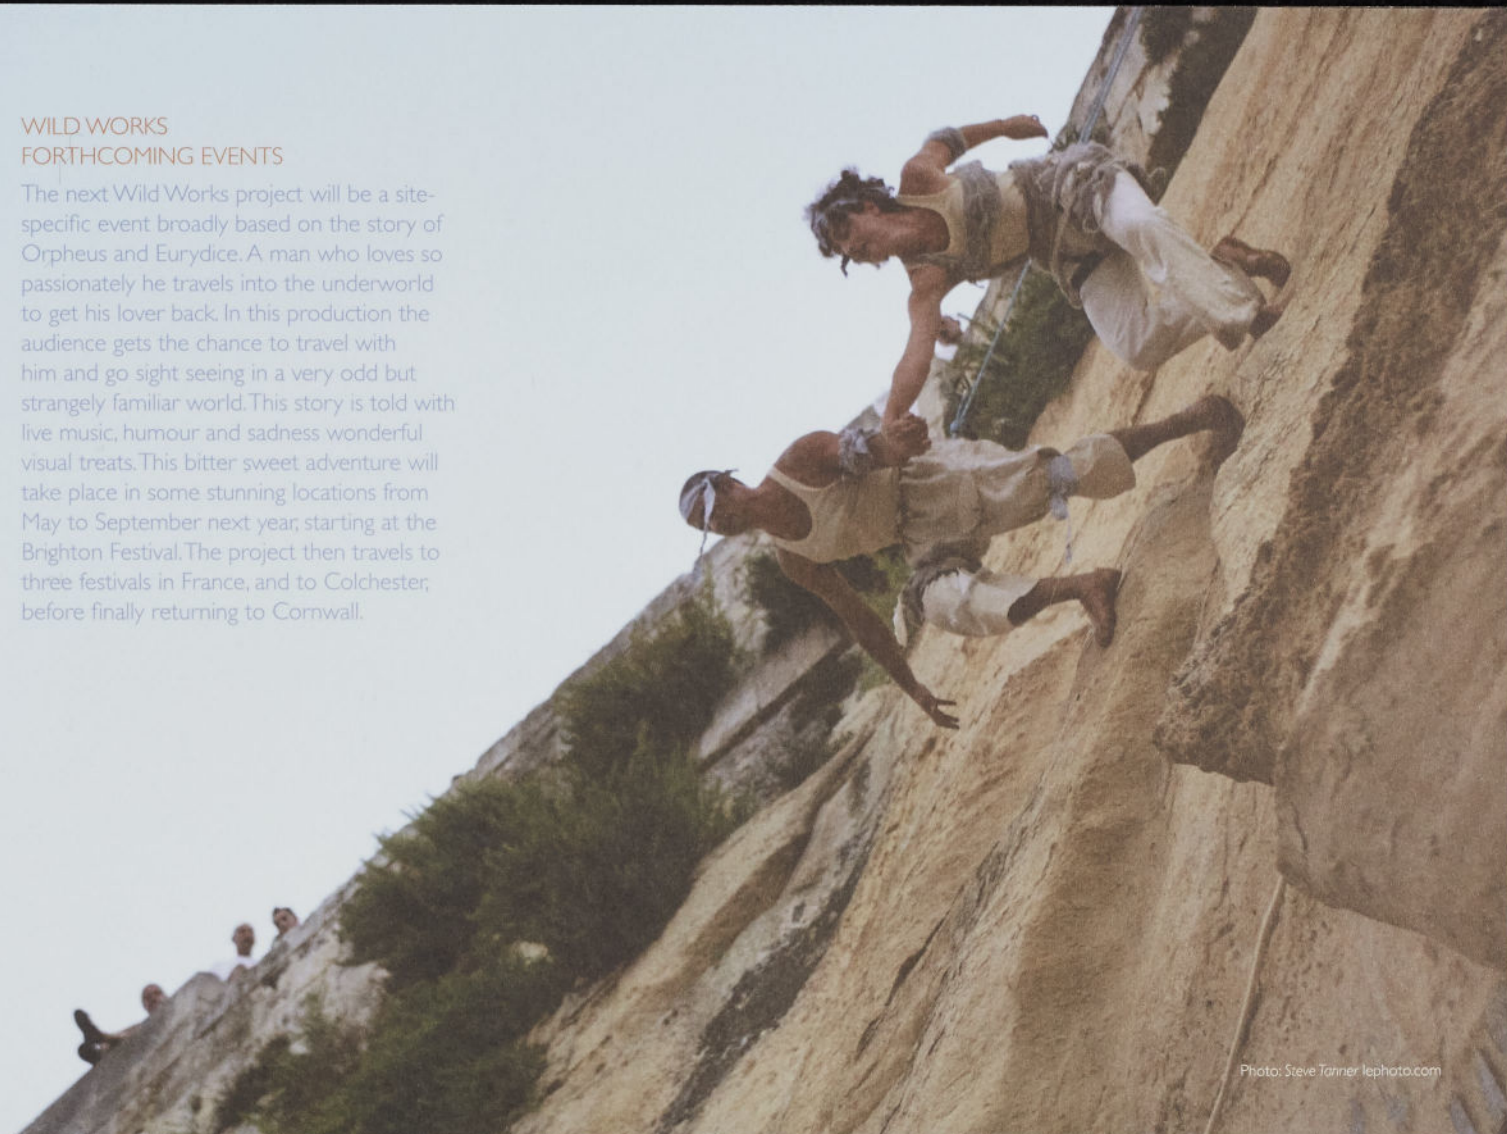 WILD WORKS
FORTHCOMING EVENTS
The next Wild Works project will be a site-
specific event broadly based on the story of
Orpheus and Eurydice. A man who loves so
passionately he travels into the underworld
to get his lover back. In this production the
audience gets the chance to travel with
him and go sight seeing in a very odd but
strangely familiar world. This story is told with
live music, humour and sadness wonderful
visual treats. This bitter sweet adventure will
take place in some stunning locations from
May to September next year, starting at the
Brighton Festival. The project then travels to
three festivals in France, and to Colchester,
before finally returning to Cornwall.
Photo: Steve Tanner lephoto.com